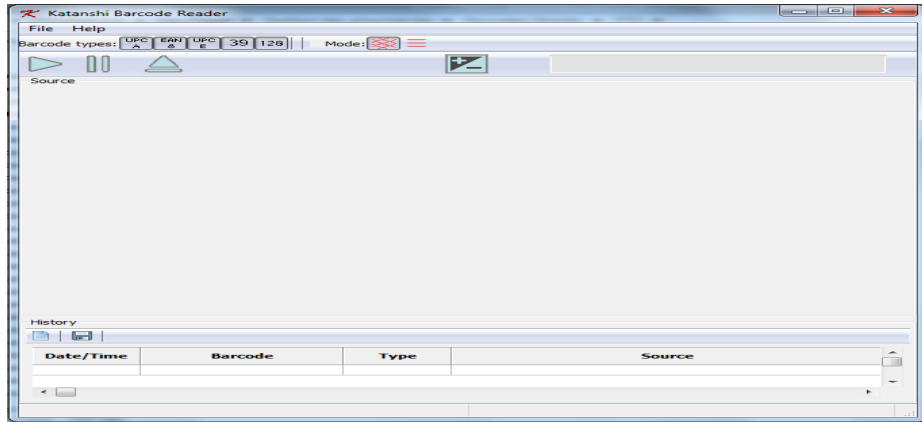 Katanshi Barcode Reader
File Help
Barcode types: UPC A EAN 8 UPC E 39 128 Mode:
Source
History
Date/Time Barcode Type Source